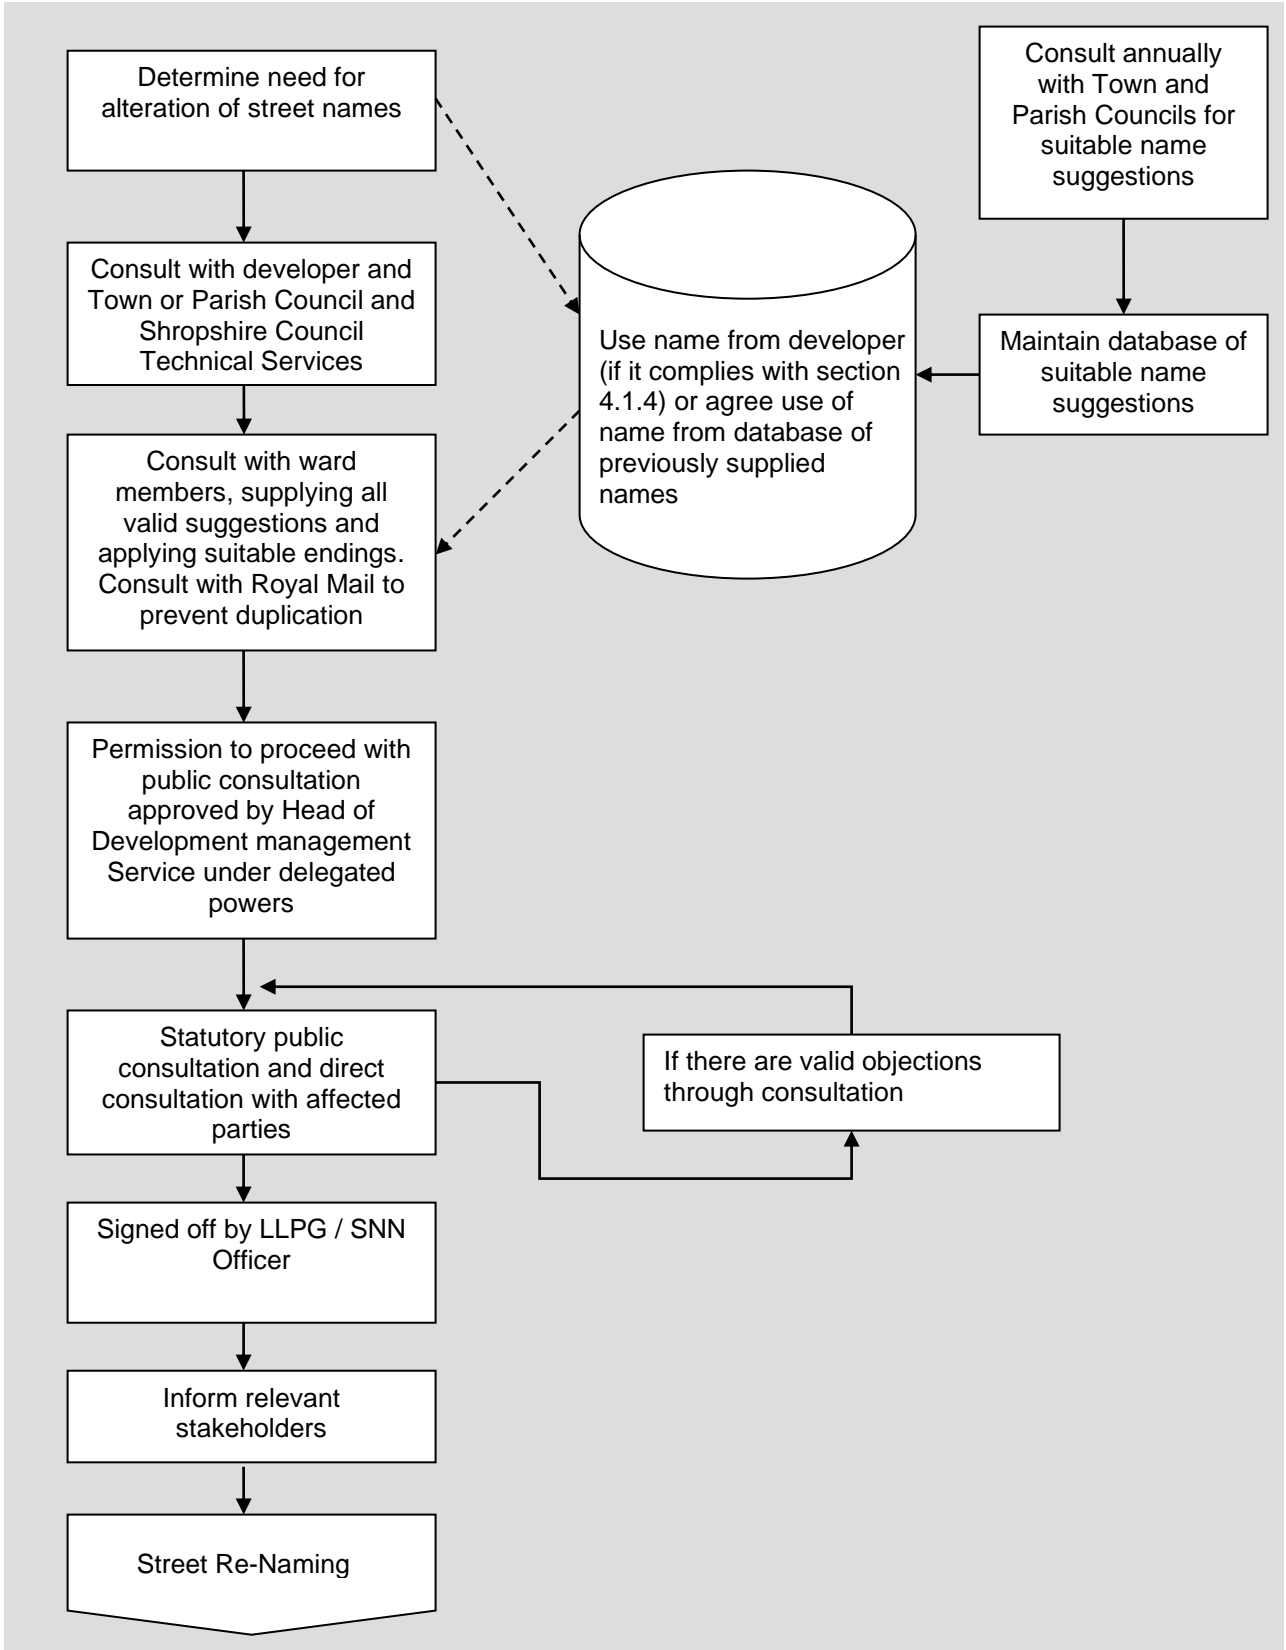 Determine need for
alteration of street names
Consult annually
with Town and
Parish Councils for
suitable name
suggestions
Consult with developer and
Town or Parish Council and
Shropshire Council
Technical Services
Use name from developer
(if it complies with section
4.1.4) or agree use of
name from database of
previously supplied
names
Maintain database of
suitable name
suggestions
Consult with ward
members, supplying all
valid suggestions and
applying suitable endings.
Consult with Royal Mail to
prevent duplication
Permission to proceed with
public consultation
approved by Head of
Development management
Service under delegated
powers
Statutory public
consultation and direct
consultation with affected
parties
If there are valid objections
through consultation
Signed off by LLPG / SNN
Officer
Inform relevant
stakeholders
Street Re-Naming